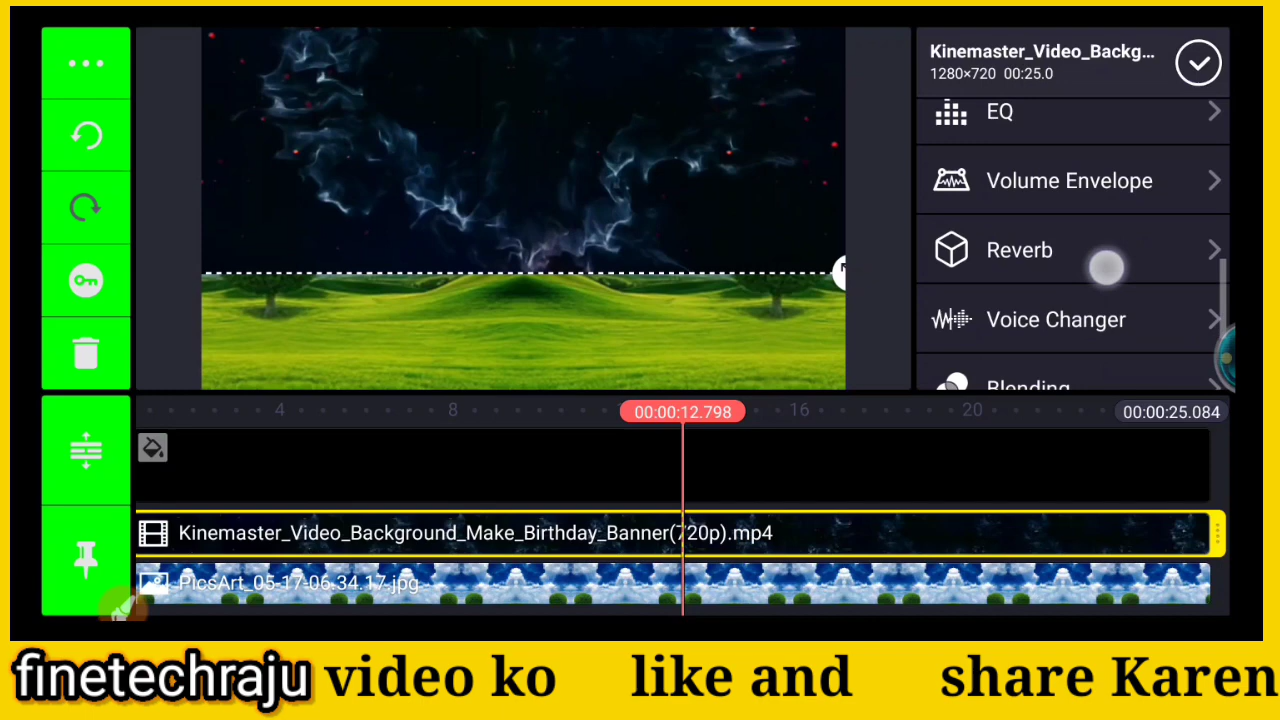 Kinemaster_Video_Backg...
1280×720 00:25.0
EQ
Volume Envelope
Reverb
Voice Changer
Blending
4 8 00:00:12.798 16 20 00:00:25.084
Kinemaster_Video_Background_Make_Birthday_Banner(720p).mp4
PicsArt_05-17-06.34.17.jpg
finetechraju video ko like and share Karen